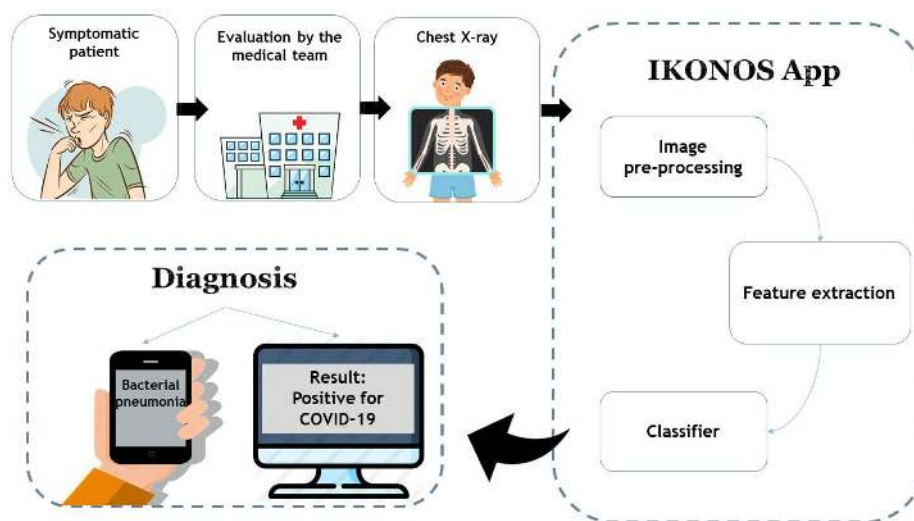 Symptomatic
patient
Evaluation by the
medical team
Chest X-ray
IKONOS App
Image
pre-processing
Feature extraction
Classifier
Diagnosis
Bacterial
pneumonia
Result:
Positive for
COVID-19